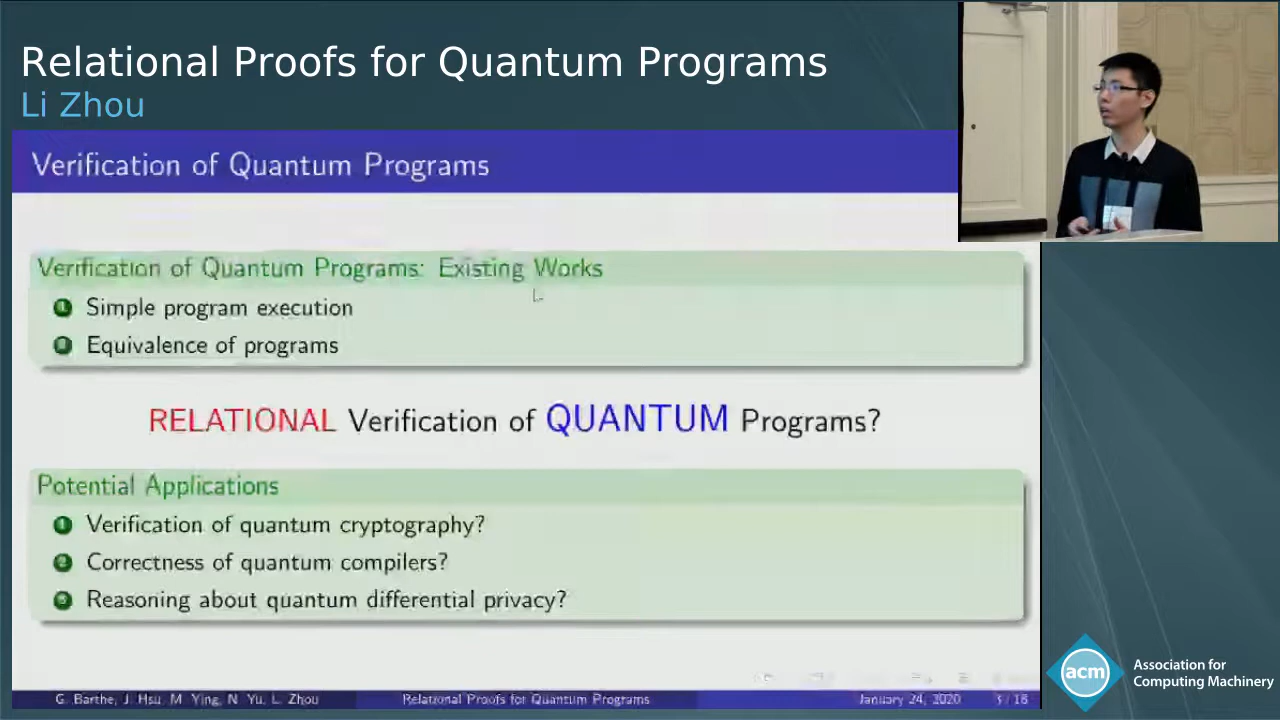 Relational Proofs for Quantum Programs
Li Zhou
Verification of Quantum Programs
Verification of Quantum Programs: Existing Works
1 Simple program execution
2 Equivalence of programs
RELATIONAL Verification of QUANTUM Programs?
Potential Applications
1 Verification of quantum cryptography?
2 Correctness of quantum compilers?
3 Reasoning about quantum differential privacy?
G. Barthe, J. Hsu, M. Ying, N. Yu, L. Zhou
Relational Proofs for Quantum Programs
January 24, 2020
3 / 18
acm
Association for
Computing Machinery